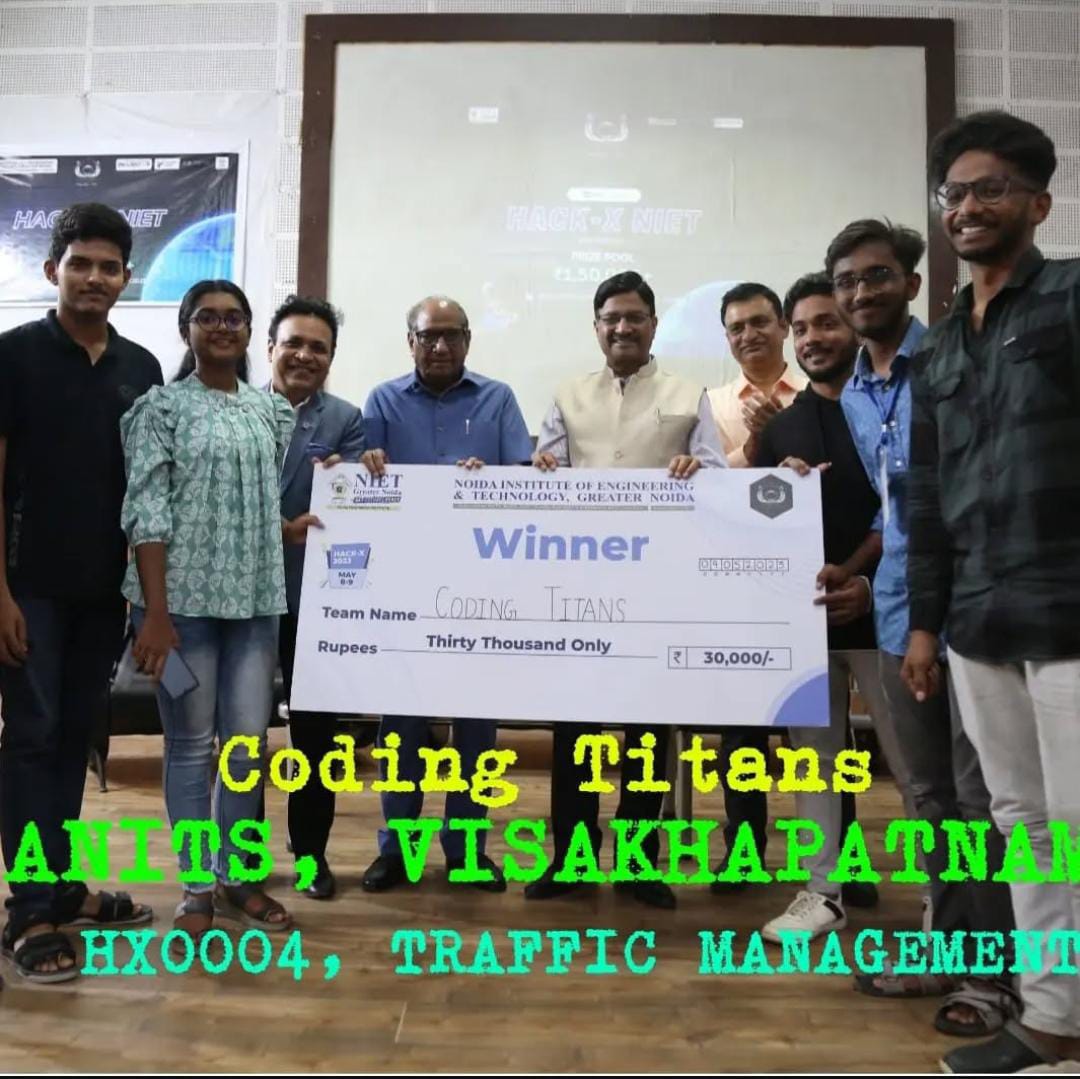 HACK-X NIET
PRIZE POOL
HACK-X NIET
NIET
Greater Noida
NOIDA INSTITUTE OF ENGINEERING
& TECHNOLOGY, GREATER NOIDA
Winner
HACK-X
2023
MAY
8-9
09052023
D D M M Y Y Y Y
Team Name CODING TITANS
Rupees Thirty Thousand Only
₹ 30,000/-
Coding Titans
ANITS, VISAKHAPATNAM
HX0004, TRAFFIC MANAGEMENT